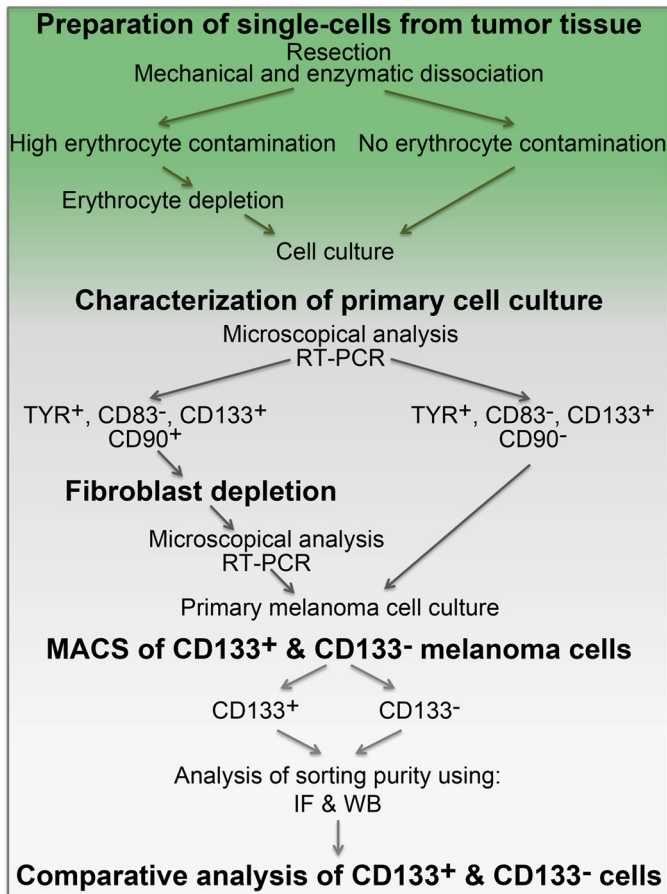 Preparation of single-cells from tumor tissue
Resection
Mechanical and enzymatic dissociation
High erythrocyte contamination No erythrocyte contamination
Erythrocyte depletion
Cell culture
Characterization of primary cell culture
Microscopical analysis
RT-PCR
TYR⁺, CD83⁻, CD133⁺ TYR⁺, CD83⁻, CD133⁺
CD90⁺ CD90⁻
Fibroblast depletion
Microscopical analysis
RT-PCR
Primary melanoma cell culture
MACS of CD133⁺ & CD133⁻ melanoma cells
CD133⁺ CD133⁻
Analysis of sorting purity using:
IF & WB
Comparative analysis of CD133⁺ & CD133⁻ cells